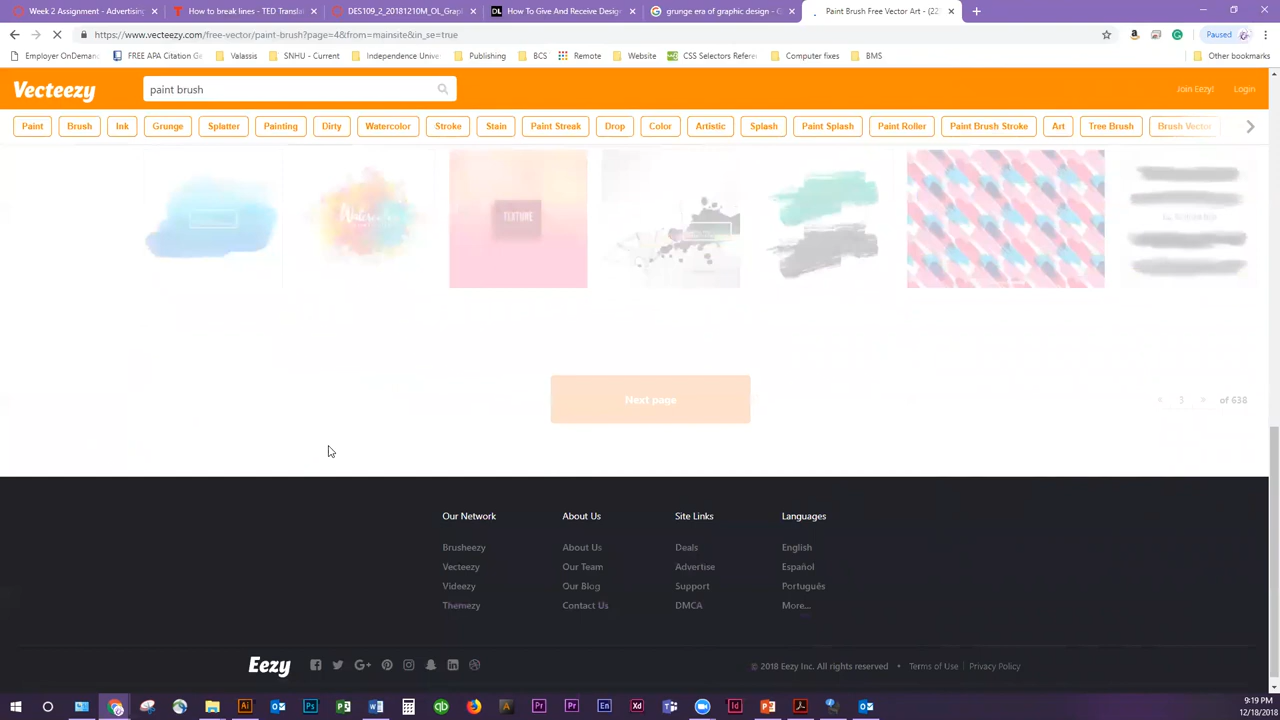 Week 2 Assignment - Advertising
How to break lines - TED Translat
DES109_2_20181210M_OL_Grapl
DL How To Give And Receive Design
grunge era of graphic design - G
Paint Brush Free Vector Art - (22
https://www.vecteezy.com/free-vector/paint-brush?page=4&from=mainsite&in_se=true
Paused
Employer OnDemand
FREE APA Citation Ge
Valassis
SNHU - Current
Independence Unive
Publishing
BCS
Remote
Website
CSS Selectors Refere
Computer fixes
BMS
Other bookmarks
Vecteezy
paint brush
Join Eezy!
Login
Paint
Brush
Ink
Grunge
Splatter
Painting
Dirty
Watercolor
Stroke
Stain
Paint Streak
Drop
Color
Artistic
Splash
Paint Splash
Paint Roller
Paint Brush Stroke
Art
Tree Brush
Brush Vector
Watercolor
TEXTURE
Next page
< 3 > of 638
Our Network
About Us
Site Links
Languages
Brusheezy
About Us
Deals
English
Vecteezy
Our Team
Advertise
Español
Videezy
Our Blog
Support
Português
Themezy
Contact Us
DMCA
More...
Eezy
© 2018 Eezy Inc. All rights reserved
Terms of Use | Privacy Policy
9:19 PM
12/18/2018